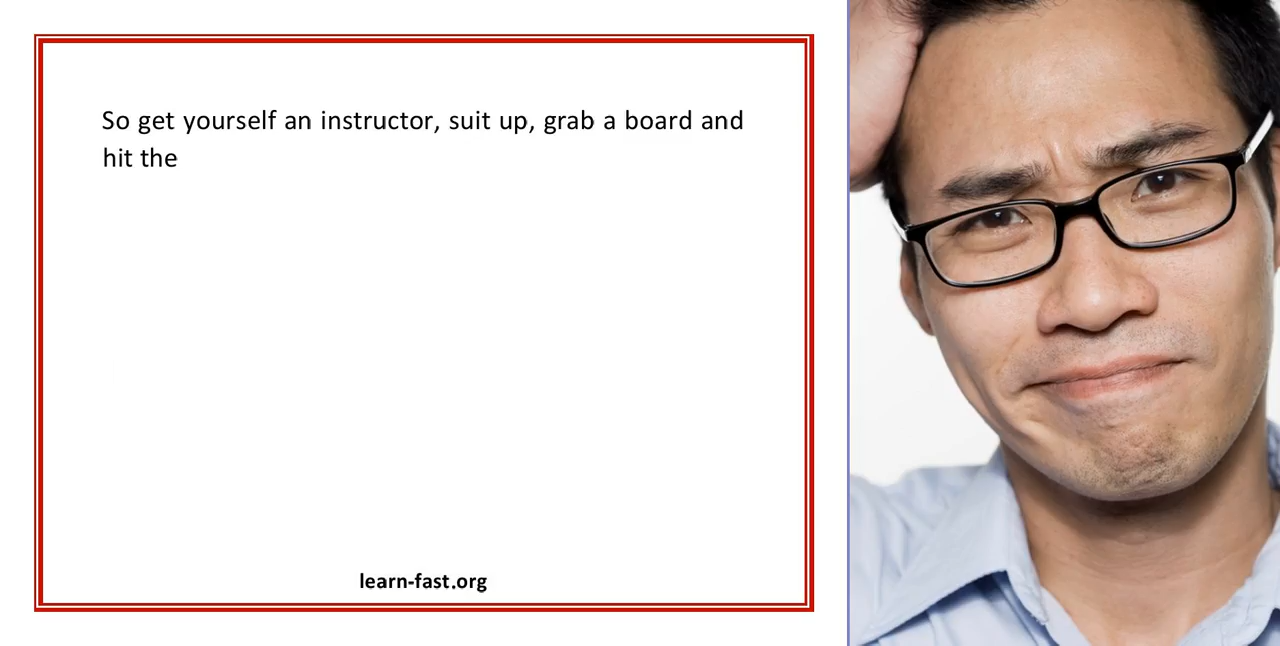 So get yourself an instructor, suit up, grab a board and
hit the
learn-fast.org